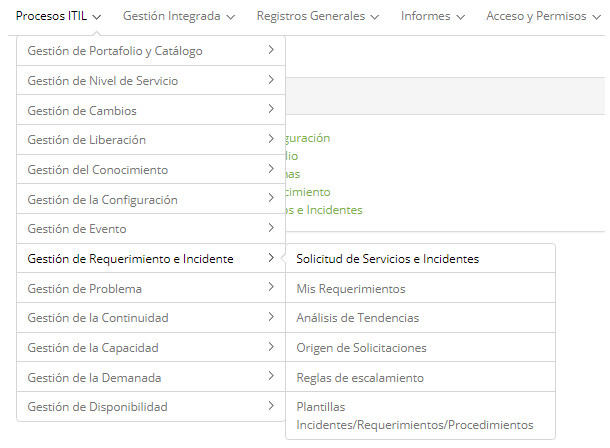 Procesos ITIL Gestión Integrada Registros Generales Informes Acceso y Permisos
Gestión de Portafolio y Catálogo
Gestión de Nivel de Servicio
Gestión de Cambios
Gestión de Liberación
guración
Gestión del Conocimiento
Gestión de la Configuración
cimiento
s e Incidentes
Gestión de Evento
Gestión de Requerimiento e Incidente
Solicitud de Servicios e Incidentes
Gestión de Problema
Mis Requerimientos
Gestión de la Continuidad
Análisis de Tendencias
Gestión de la Capacidad
Origen de Solicitaciones
Gestión de la Demanada
Reglas de escalamiento
Gestión de Disponibilidad
Plantillas
Incidentes/Requerimientos/Procedimientos